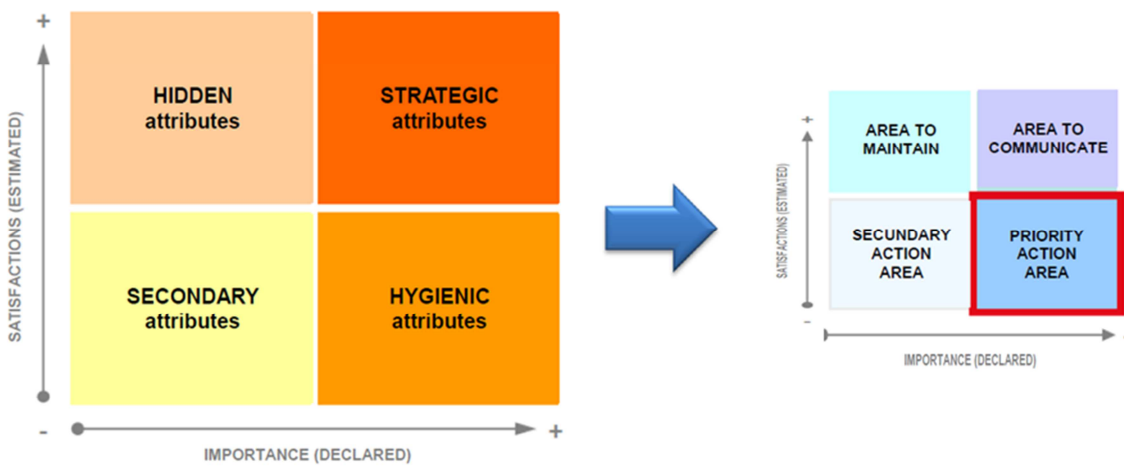 +
SATISFACTIONS (ESTIMATED)
HIDDEN
attributes
STRATEGIC
attributes
SECONDARY
attributes
HYGIENIC
attributes
-
+
IMPORTANCE (DECLARED)
+
SATISFACTIONS (ESTIMATED)
AREA TO
MAINTAIN
AREA TO
COMMUNICATE
SECUNDARY
ACTION
AREA
PRIORITY
ACTION
AREA
-
IMPORTANCE (DECLARED)